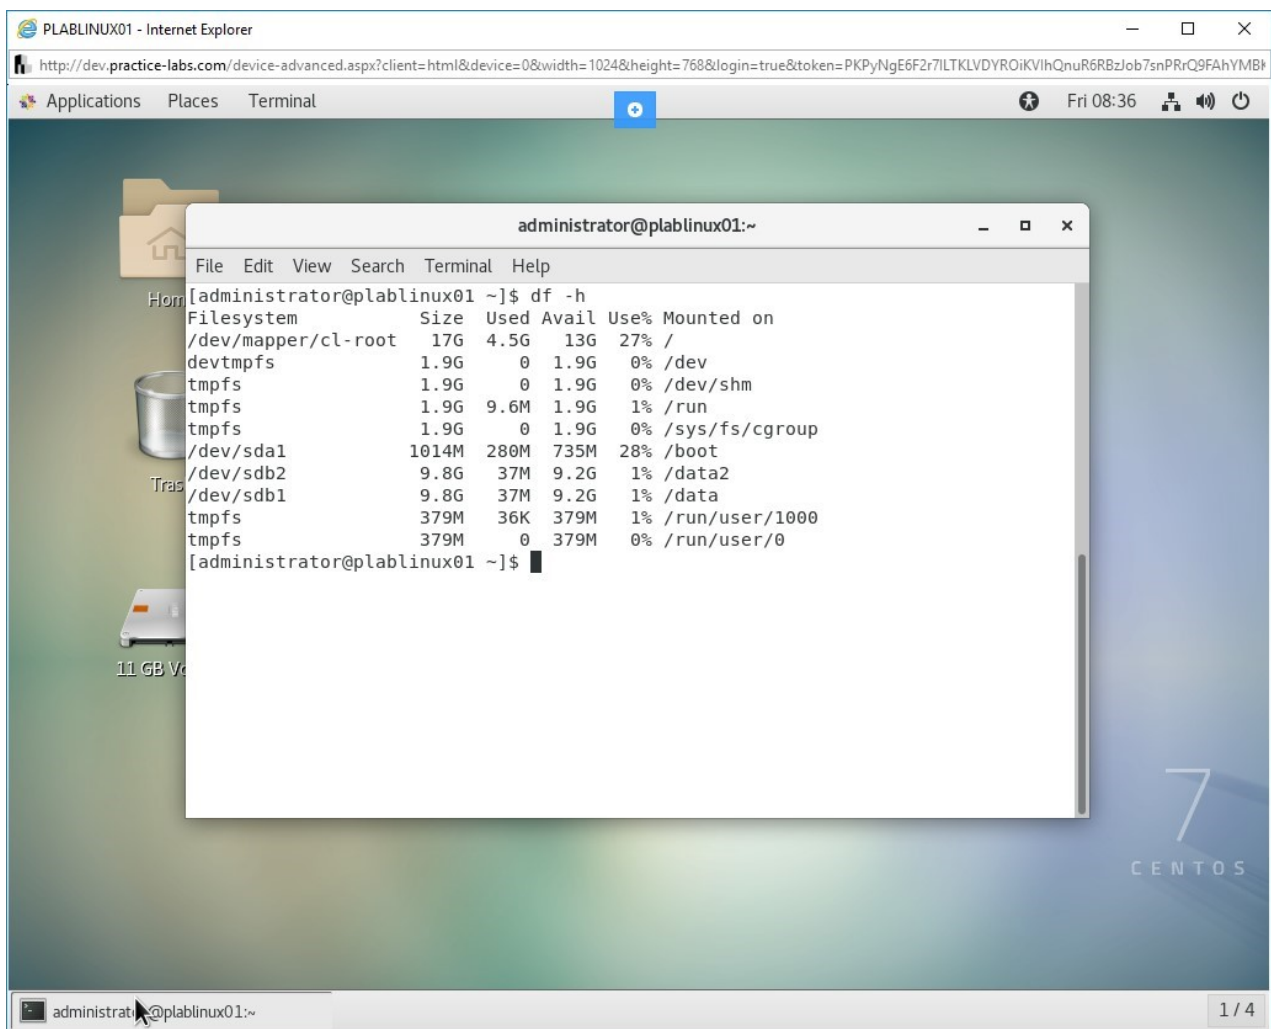 PLABLINUX01 - Internet Explorer
http://dev.practice-labs.com/device-advanced.aspx?client=html&device=0&width=1024&height=768&login=true&token=
Applications Places Terminal Fri 08:36
administrator@plablinux01:~
File Edit View Search Terminal Help
[administrator@plablinux01 ~]$ df -h
Filesystem Size Used Avail Use% Mounted on
/dev/mapper/cl-root 17G 4.5G 13G 27% /
devtmpfs 1.9G 0 1.9G 0% /dev
tmpfs 1.9G 0 1.9G 0% /dev/shm
tmpfs 1.9G 9.6M 1.9G 1% /run
tmpfs 1.9G 0 1.9G 0% /sys/fs/cgroup
/dev/sda1 1014M 280M 735M 28% /boot
/dev/sdb2 9.8G 37M 9.2G 1% /data2
/dev/sdb1 9.8G 37M 9.2G 1% /data
tmpfs 379M 36K 379M 1% /run/user/1000
tmpfs 379M 0 379M 0% /run/user/0
[administrator@plablinux01 ~]$
Hom
Tras
11 GB Vo
7
CENTOS
administrator@plablinux01:~
1 / 4